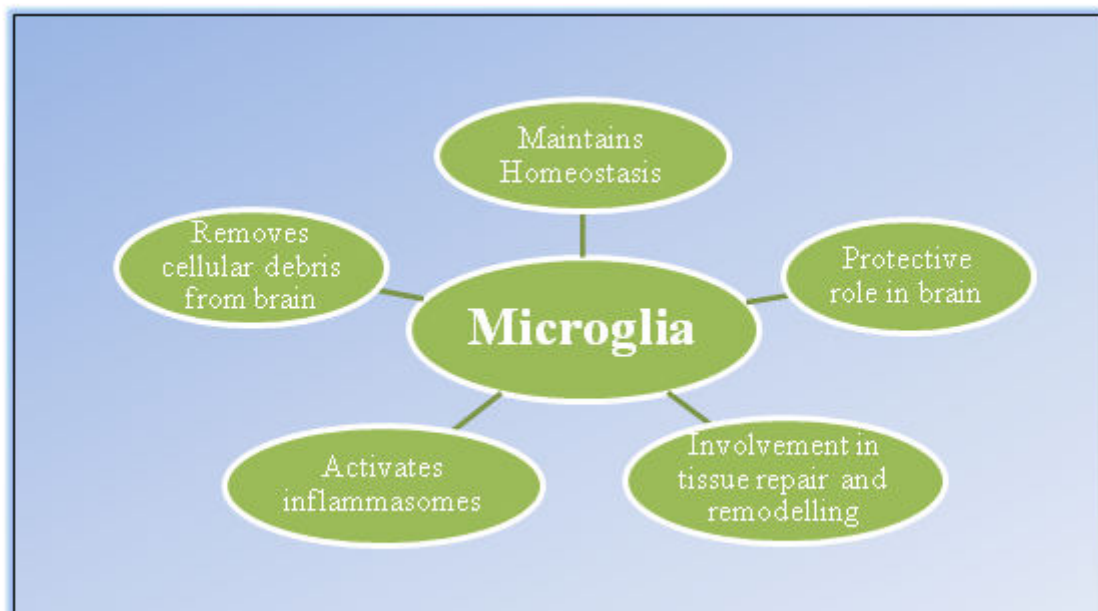 Maintains
Homeostasis
Removes
cellular debris
from brain
Protective
role in brain
Microglia
Activates
inflammasomes
Involvement in
tissue repair and
remodelling